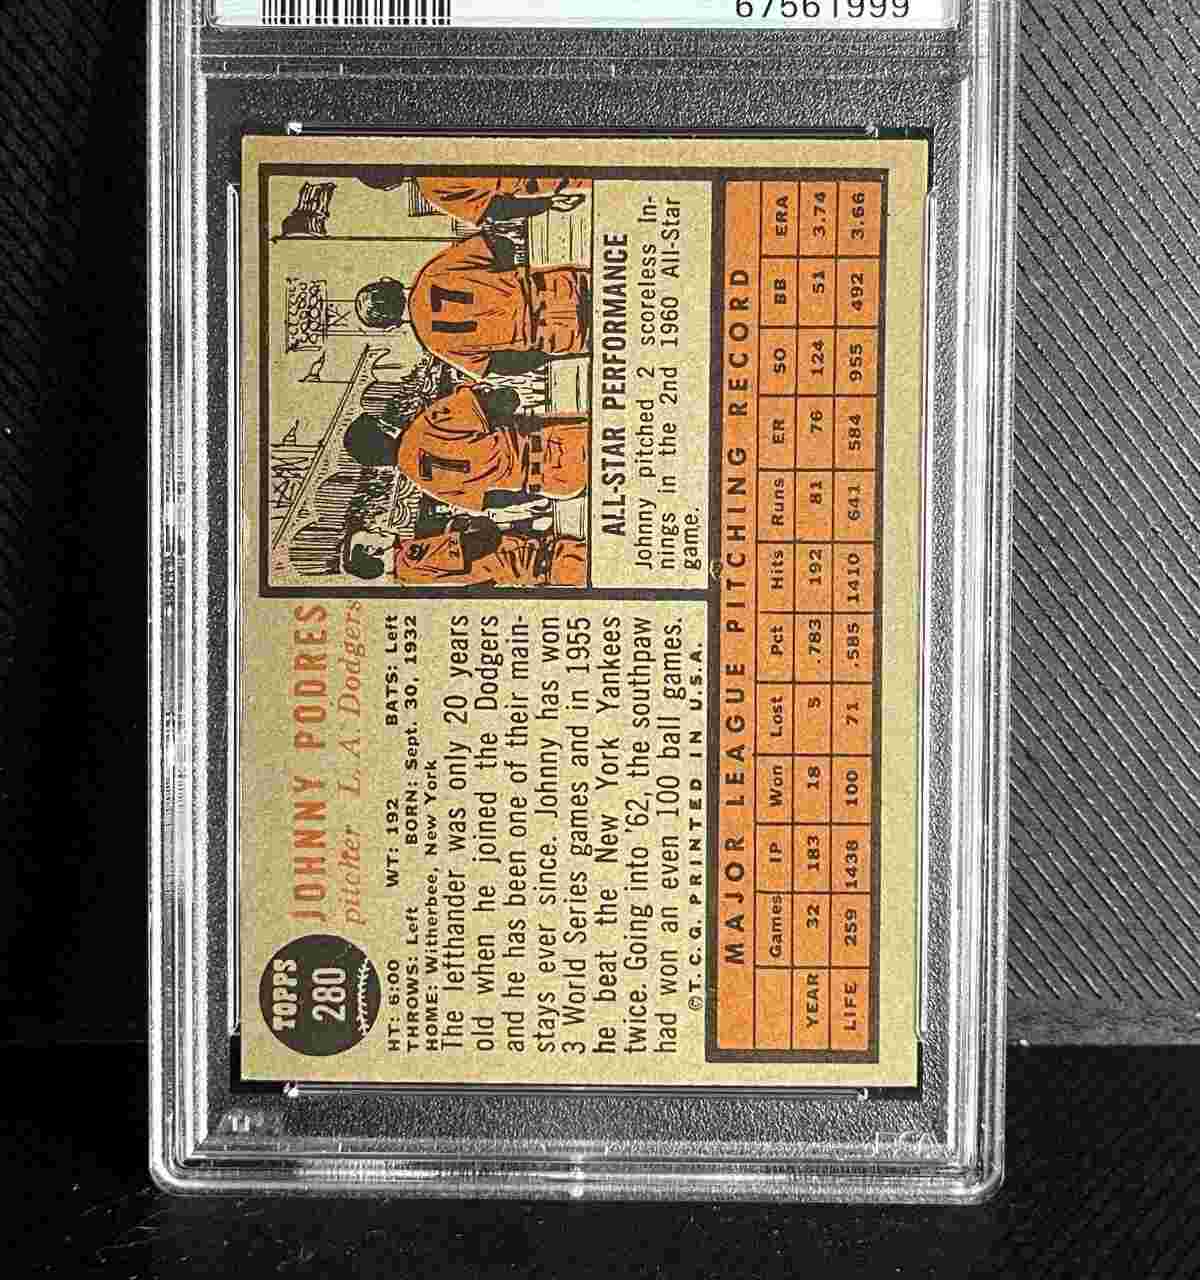 67561999
TOPPS
280
JOHNNY PODRES
pitcher L. A. Dodgers
HT: 6:00 WT: 192 BATS: Left
THROWS: Left BORN: Sept. 30, 1932
HOME: Witherbee, New York
The lefthander was only 20 years
old when he joined the Dodgers
and he has been one of their main-
stays ever since. Johnny has won
3 World Series games and in 1955
he beat the New York Yankees
twice. Going into '62, the southpaw
had won an even 100 ball games.
©T. C. G. PRINTED IN U.S.A.
17
7
ALL-STAR PERFORMANCE
Johnny pitched 2 scoreless In-
nings in the 2nd 1960 All-Star
game.
MAJOR LEAGUE PITCHING RECORD
Games IP Won Lost Pct Hits Runs ER SO BB ERA
YEAR 32 183 18 5 .783 192 81 76 124 51 3.74
LIFE 259 1438 100 71 .585 1410 641 584 955 492 3.66